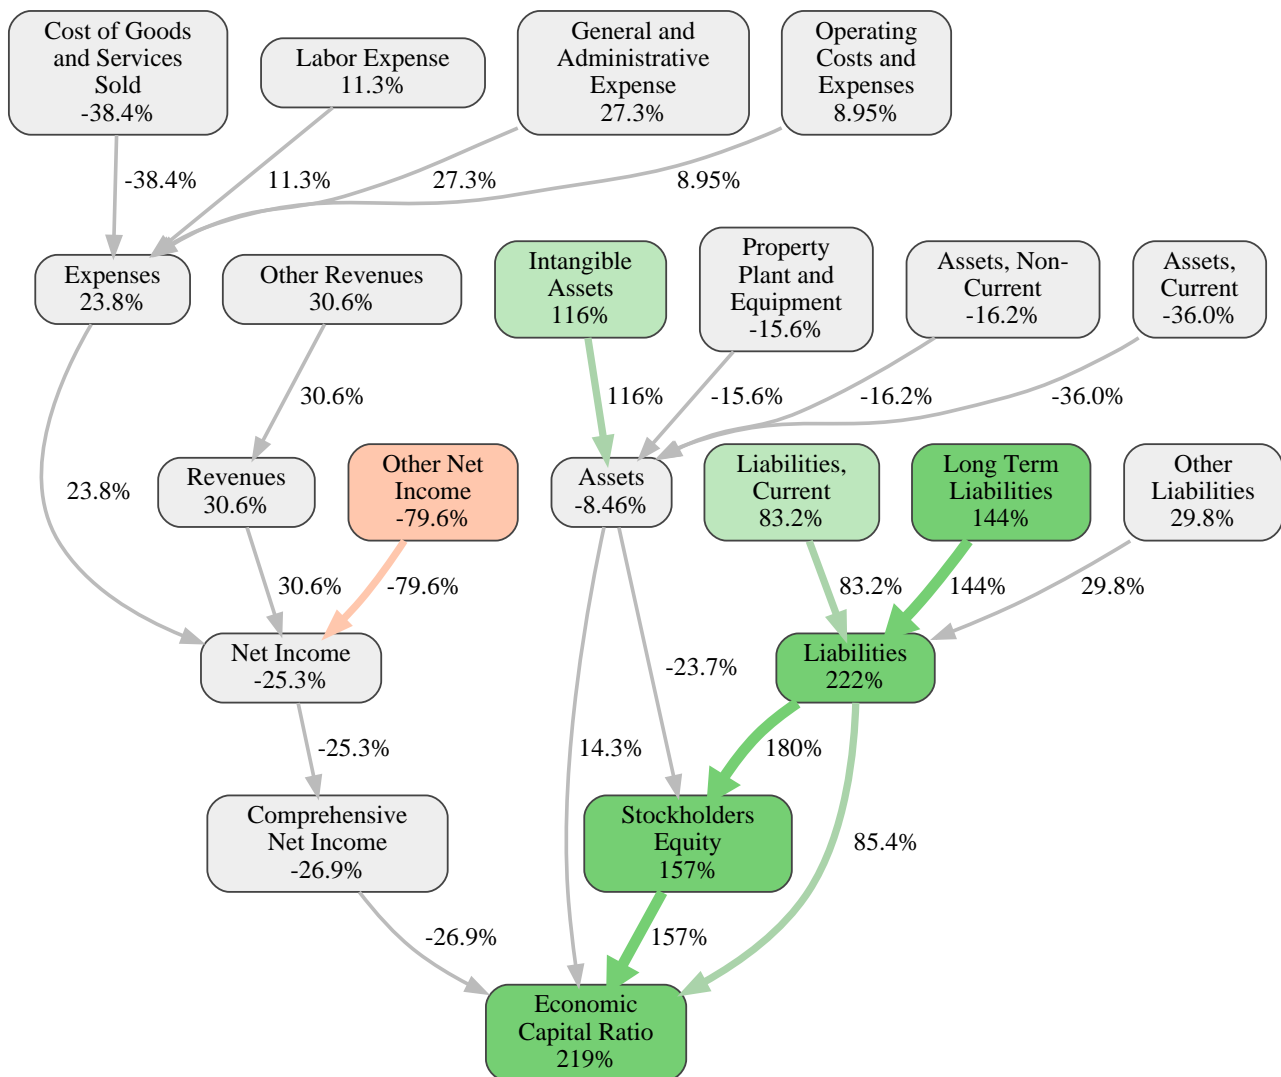 Cost of Goods
and Services
Sold
-38.4%
Labor Expense
11.3%
General and
Administrative
Expense
27.3%
Operating
Costs and
Expenses
8.95%
-38.4%
11.3%
27.3%
8.95%
Expenses
23.8%
Other Revenues
30.6%
Intangible
Assets
116%
Property
Plant and
Equipment
-15.6%
Assets, Non-
Current
-16.2%
Assets,
Current
-36.0%
30.6%
116%
-15.6%
-16.2%
-36.0%
23.8%
Revenues
30.6%
Other Net
Income
-79.6%
Assets
-8.46%
Liabilities,
Current
83.2%
Long Term
Liabilities
144%
Other
Liabilities
29.8%
30.6%
-79.6%
83.2%
144%
29.8%
Net Income
-25.3%
-23.7%
Liabilities
222%
-25.3%
14.3%
180%
Comprehensive
Net Income
-26.9%
Stockholders
Equity
157%
85.4%
-26.9%
157%
Economic
Capital Ratio
219%